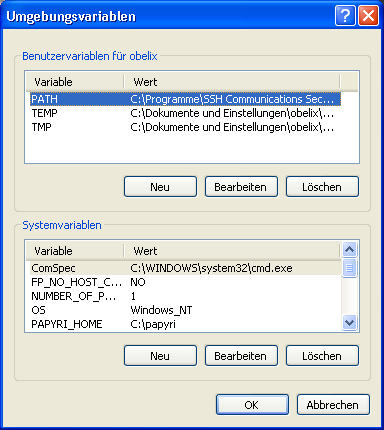 Umgebungsvariablen
Benutzervariablen für obelix
Variable Wert
PATH C:\Programme\SSH Communications Sec...
TEMP C:\Dokumente und Einstellungen\obelix\...
TMP C:\Dokumente und Einstellungen\obelix\...
Neu Bearbeiten Löschen
Systemvariablen
Variable Wert
ComSpec C:\WINDOWS\system32\cmd.exe
FP_NO_HOST_C... NO
NUMBER_OF_P... 1
OS Windows_NT
PAPYRI_HOME C:\papyri
Neu Bearbeiten Löschen
OK Abbrechen